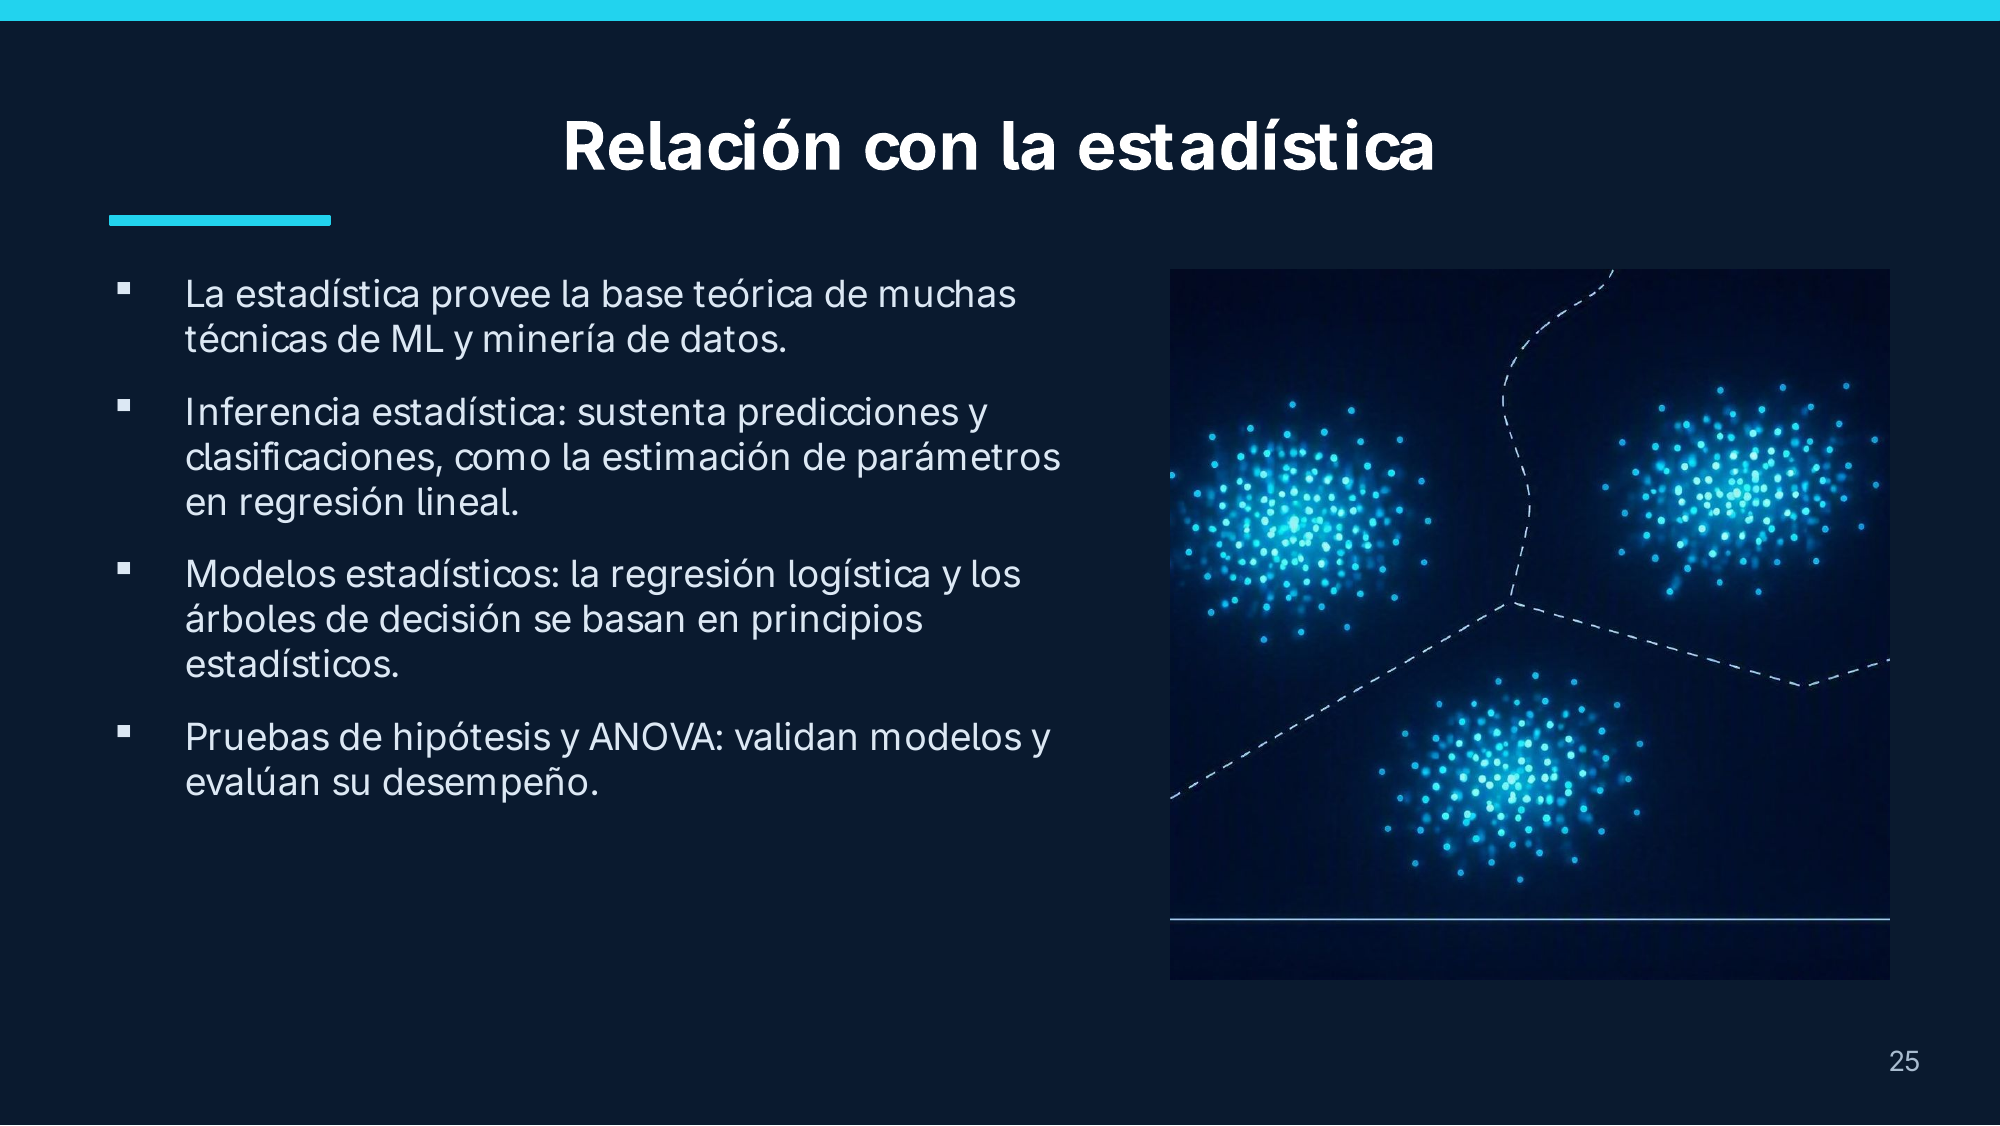 Relación con la estadística
▪ La estadística provee la base teórica de muchas
técnicas de ML y minería de datos.
▪ Inferencia estadística: sustenta predicciones y
clasificaciones, como la estimación de parámetros
en regresión lineal.
▪ Modelos estadísticos: la regresión logística y los
árboles de decisión se basan en principios
estadísticos.
▪ Pruebas de hipótesis y ANOVA: validan modelos y
evalúan su desempeño.
25